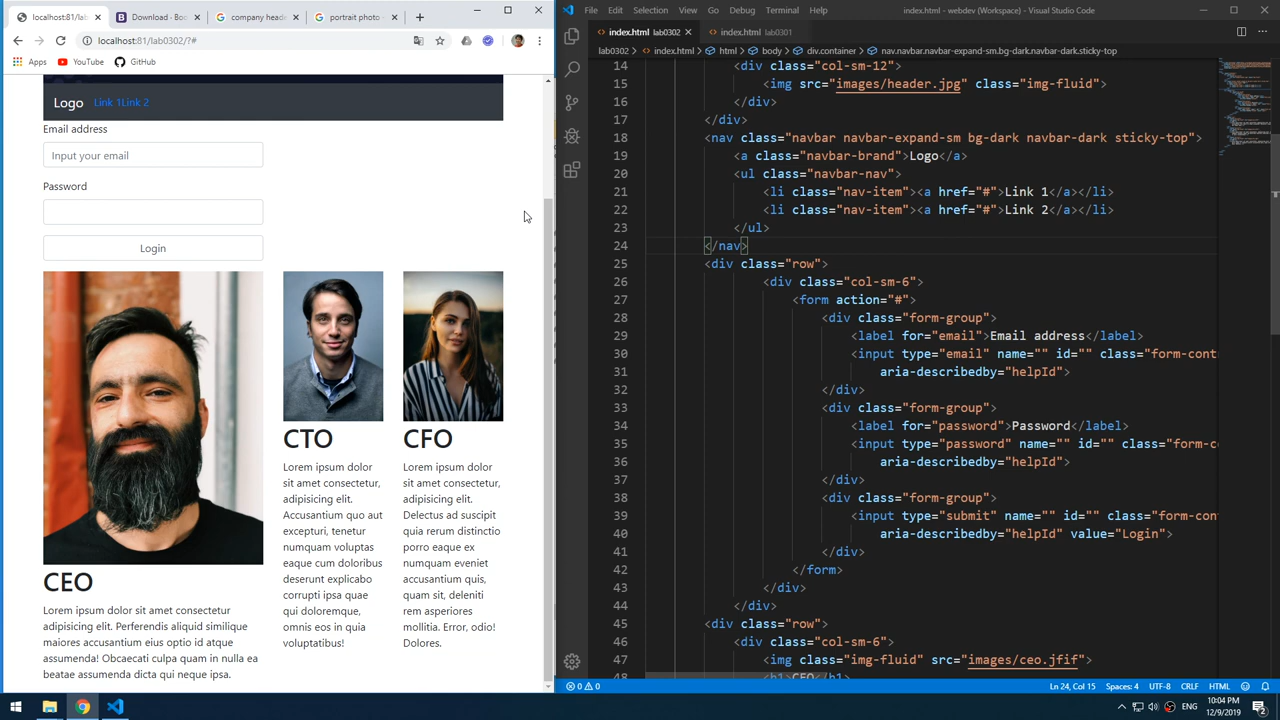 localhost:81/lab
Download · Boo
company heade
portrait photo -
localhost:81/lab0302/?#
Apps
YouTube
GitHub
Logo
Link 1Link 2
Email address
Input your email
Password
Login
CEO
Lorem ipsum dolor sit amet consectetur
adipisicing elit. Perferendis aliquid similique
maiores accusantium eius optio id atque
assumenda! Obcaecati culpa quam in nulla ea
beatae assumenda dicta qui neque ipsa.
CTO
Lorem ipsum dolor
sit amet consectetur,
adipisicing elit.
Accusantium quo aut
excepturi, tenetur
numquam voluptas
eaque cum doloribus
deserunt explicabo
corrupti ipsa quae
qui doloremque,
omnis eos in quia
voluptatibus!
CFO
Lorem ipsum dolor
sit amet consectetur,
adipisicing elit.
Delectus ad suscipit
quia rerum distinctio
porro eaque ex
numquam eveniet
accusantium quis,
quam sit, deleniti
rem asperiores
mollitia. Error, odio!
Dolores.
File Edit Selection View Go Debug Terminal Help index.html - webdev (Workspace) - Visual Studio Code
index.html lab0302
index.html lab0301
lab0302 > index.html > html > body > div.container > nav.navbar.navbar-expand-sm.bg-dark.navbar-dark.sticky-top
14 <div class="col-sm-12">
15 <img src="images/header.jpg" class="img-fluid">
16 </div>
17 </div>
18 <nav class="navbar navbar-expand-sm bg-dark navbar-dark sticky-top">
19 <a class="navbar-brand">Logo</a>
20 <ul class="navbar-nav">
21 <li class="nav-item"><a href="#">Link 1</a></li>
22 <li class="nav-item"><a href="#">Link 2</a></li>
23 </ul>
24 </nav>
25 <div class="row">
26 <div class="col-sm-6">
27 <form action="#">
28 <div class="form-group">
29 <label for="email">Email address</label>
30 <input type="email" name="" id="" class="form-cont
31 aria-describedby="helpId">
32 </div>
33 <div class="form-group">
34 <label for="password">Password</label>
35 <input type="password" name="" id="" class="form-c
36 aria-describedby="helpId">
37 </div>
38 <div class="form-group">
39 <input type="submit" name="" id="" class="form-cont
40 aria-describedby="helpId" value="Login">
41 </div>
42 </form>
43 </div>
44 </div>
45 <div class="row">
46 <div class="col-sm-6">
47 <img class="img-fluid" src="images/ceo.jfif">
48 <h1>CEO</h1>
0 0
Ln 24, Col 15 Spaces: 4 UTF-8 CRLF HTML
ENG
10:04 PM
12/9/2019
2